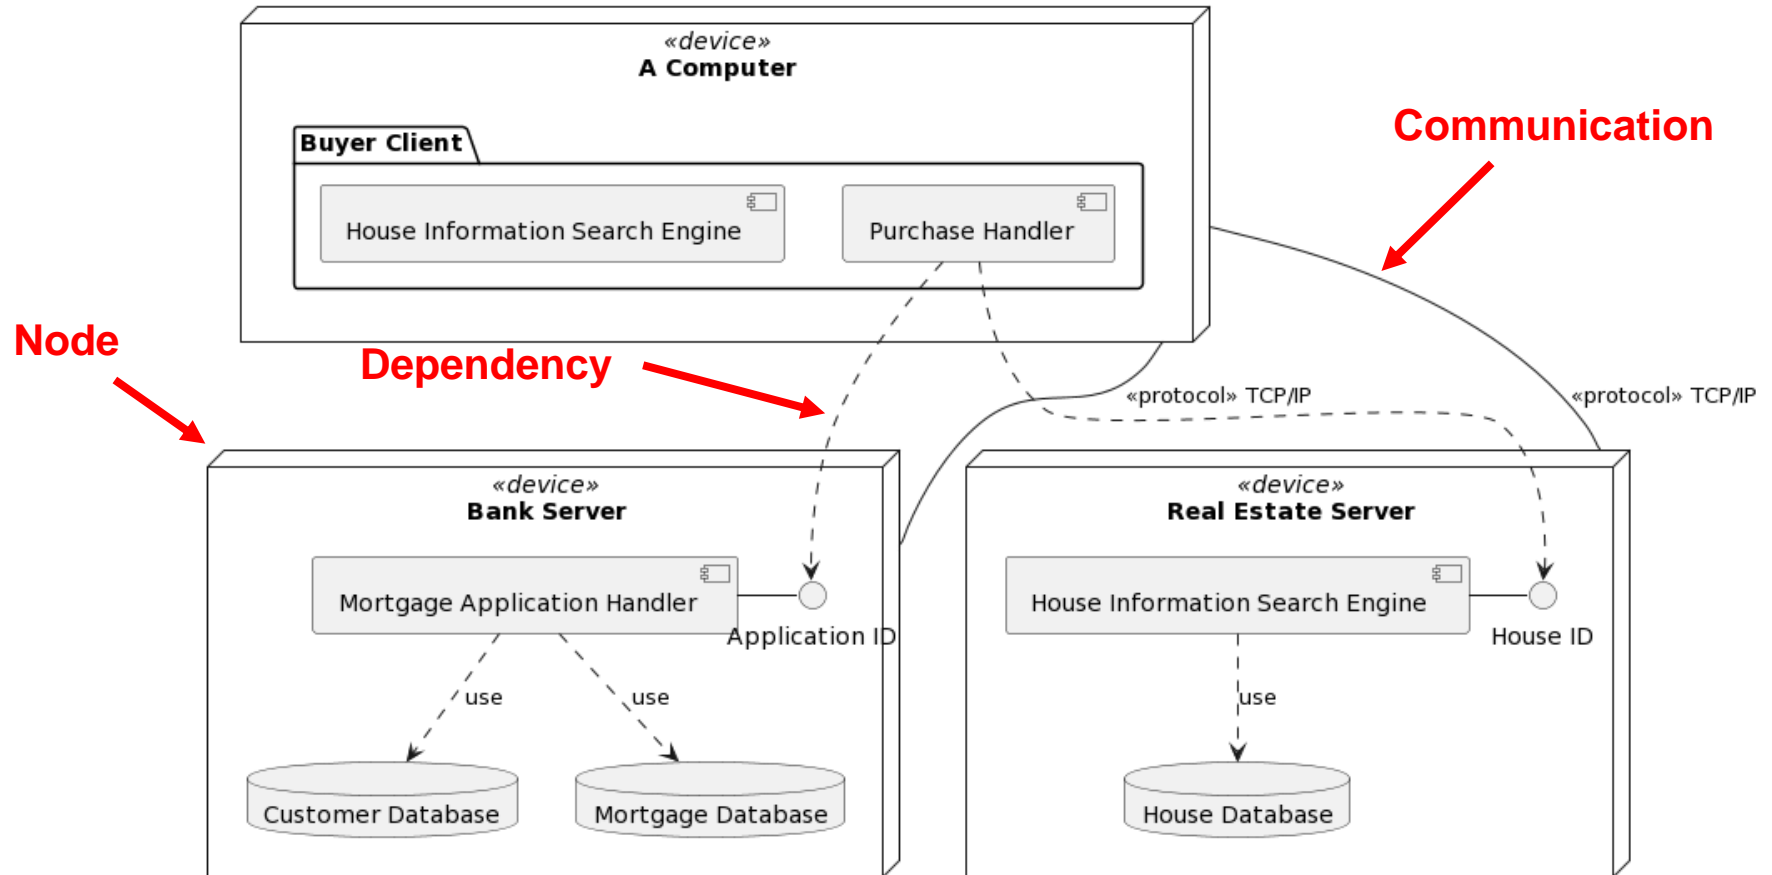 «device»
A Computer
Buyer Client
House Information Search Engine
Purchase Handler
Communication
Node
Dependency
«protocol» TCP/IP
«protocol» TCP/IP
«device»
Bank Server
Mortgage Application Handler
Application ID
use
use
Customer Database
Mortgage Database
«device»
Real Estate Server
House Information Search Engine
House ID
use
House Database